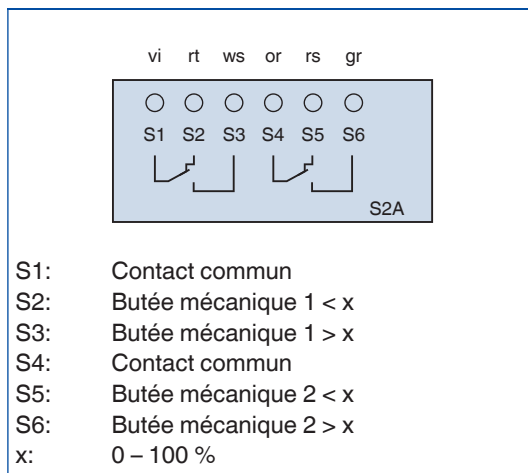 vi rt ws or rs gr
S1 S2 S3 S4 S5 S6
S2A
S1: Contact commun
S2: Butée mécanique 1 < x
S3: Butée mécanique 1 > x
S4: Contact commun
S5: Butée mécanique 2 < x
S6: Butée mécanique 2 > x
x: 0 – 100 %